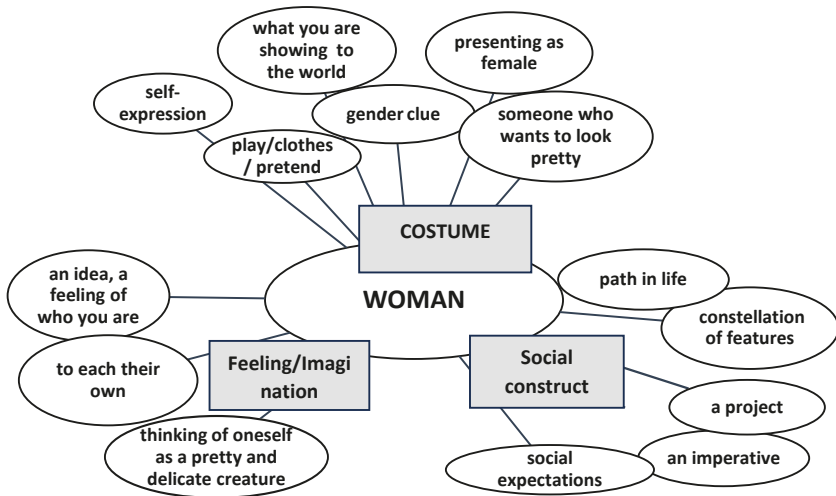 what you are
showing to
the world
presenting as
female
self-
expression
gender clue
someone who
wants to look
pretty
play/clothes
/ pretend
COSTUME
an idea, a
feeling of
who you are
WOMAN
path in life
constellation
of features
to each their
own
Feeling/Imagi
nation
Social
construct
a project
thinking of oneself
as a pretty and
delicate creature
social
expectations
an imperative